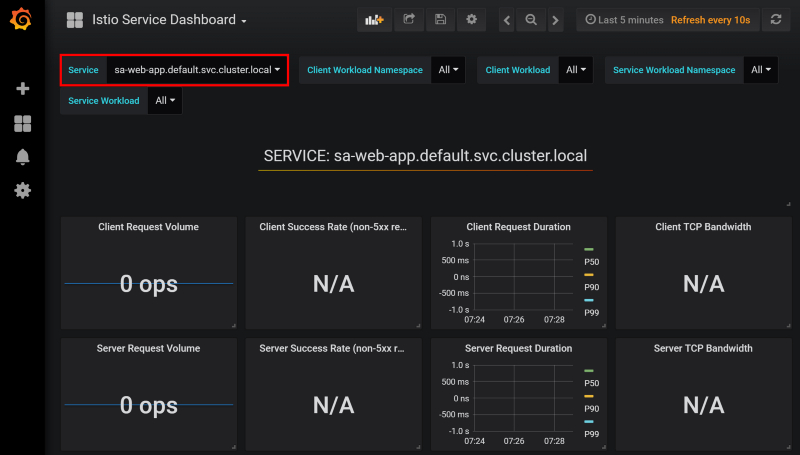 Istio Service Dashboard
Last 5 minutes Refresh every 10s
Service sa-web-app.default.svc.cluster.local Client Workload Namespace All Client Workload All Service Workload Namespace All
Service Workload All
SERVICE: sa-web-app.default.svc.cluster.local
Client Request Volume
0 ops
Client Success Rate (non-5xx re...
N/A
Client Request Duration
1.0 s
500 ms
0 ns
-500 ms
-1.0 s
07:24 07:26 07:28
P50
P90
P99
Client TCP Bandwidth
N/A
Server Request Volume
0 ops
Server Success Rate (non-5xx r...
N/A
Server Request Duration
1.0 s
500 ms
0 ns
-500 ms
-1.0 s
07:24 07:26 07:28
P50
P90
P99
Server TCP Bandwidth
N/A